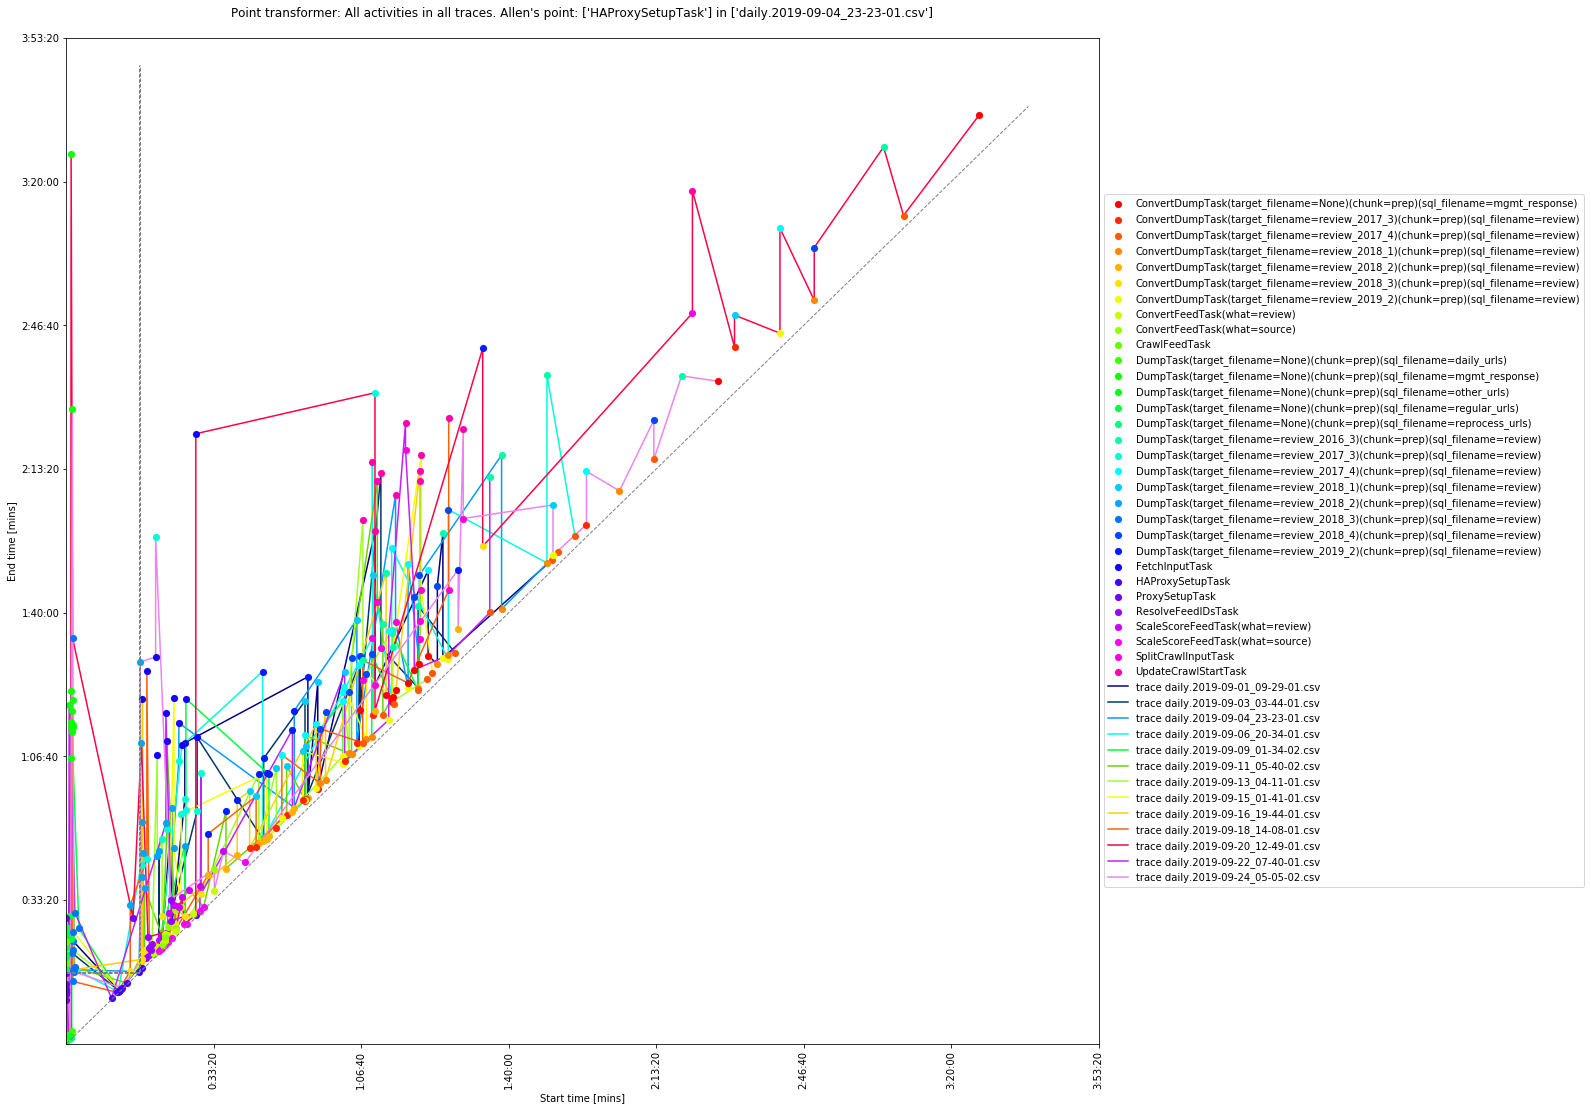 Point transformer: All activities in all traces. Allen's point: ['HAProxySetupTask'] in ['daily.2019-09-04_23-23-01.csv']
3:53:20
3:20:00
2:46:40
2:13:20
1:40:00
1:06:40
0:33:20
End time [mins]
0:33:20
1:06:40
1:40:00
2:13:20
2:46:40
3:20:00
3:53:20
Start time [mins]
ConvertDumpTask(target_filename=None)(chunk=prep)(sql_filename=mgmt_response)
ConvertDumpTask(target_filename=review_2017_3)(chunk=prep)(sql_filename=review)
ConvertDumpTask(target_filename=review_2017_4)(chunk=prep)(sql_filename=review)
ConvertDumpTask(target_filename=review_2018_1)(chunk=prep)(sql_filename=review)
ConvertDumpTask(target_filename=review_2018_2)(chunk=prep)(sql_filename=review)
ConvertDumpTask(target_filename=review_2018_3)(chunk=prep)(sql_filename=review)
ConvertDumpTask(target_filename=review_2019_2)(chunk=prep)(sql_filename=review)
ConvertFeedTask(what=review)
ConvertFeedTask(what=source)
CrawlFeedTask
DumpTask(target_filename=None)(chunk=prep)(sql_filename=daily_urls)
DumpTask(target_filename=None)(chunk=prep)(sql_filename=mgmt_response)
DumpTask(target_filename=None)(chunk=prep)(sql_filename=other_urls)
DumpTask(target_filename=None)(chunk=prep)(sql_filename=regular_urls)
DumpTask(target_filename=None)(chunk=prep)(sql_filename=reprocess_urls)
DumpTask(target_filename=review_2016_3)(chunk=prep)(sql_filename=review)
DumpTask(target_filename=review_2017_3)(chunk=prep)(sql_filename=review)
DumpTask(target_filename=review_2017_4)(chunk=prep)(sql_filename=review)
DumpTask(target_filename=review_2018_1)(chunk=prep)(sql_filename=review)
DumpTask(target_filename=review_2018_2)(chunk=prep)(sql_filename=review)
DumpTask(target_filename=review_2018_3)(chunk=prep)(sql_filename=review)
DumpTask(target_filename=review_2018_4)(chunk=prep)(sql_filename=review)
DumpTask(target_filename=review_2019_2)(chunk=prep)(sql_filename=review)
FetchInputTask
HAProxySetupTask
ProxySetupTask
ResolveFeedIDsTask
ScaleScoreFeedTask(what=review)
ScaleScoreFeedTask(what=source)
SplitCrawlInputTask
UpdateCrawlStartTask
trace daily.2019-09-01_09-29-01.csv
trace daily.2019-09-03_03-44-01.csv
trace daily.2019-09-04_23-23-01.csv
trace daily.2019-09-06_20-34-01.csv
trace daily.2019-09-09_01-34-02.csv
trace daily.2019-09-11_05-40-02.csv
trace daily.2019-09-13_04-11-01.csv
trace daily.2019-09-15_01-41-01.csv
trace daily.2019-09-16_19-44-01.csv
trace daily.2019-09-18_14-08-01.csv
trace daily.2019-09-20_12-49-01.csv
trace daily.2019-09-22_07-40-01.csv
trace daily.2019-09-24_05-05-02.csv